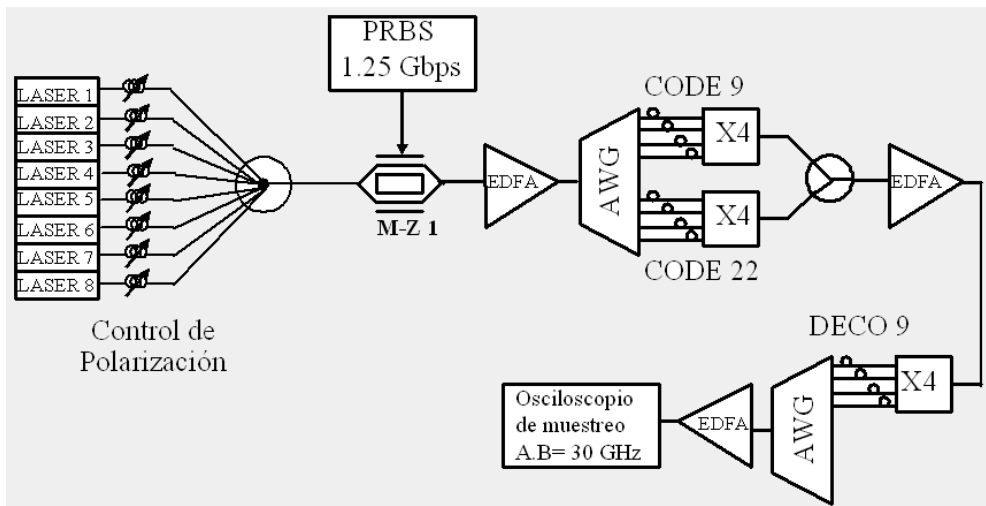 PRBS
1.25 Gbps
LASER 1
LASER 2
LASER 3
LASER 4
LASER 5
LASER 6
LASER 7
LASER 8
Control de
Polarización
M-Z 1
EDFA
AWG
CODE 9
X4
X4
CODE 22
EDFA
DECO 9
X4
AWG
EDFA
Osciloscopio
de muestreo
A.B= 30 GHz